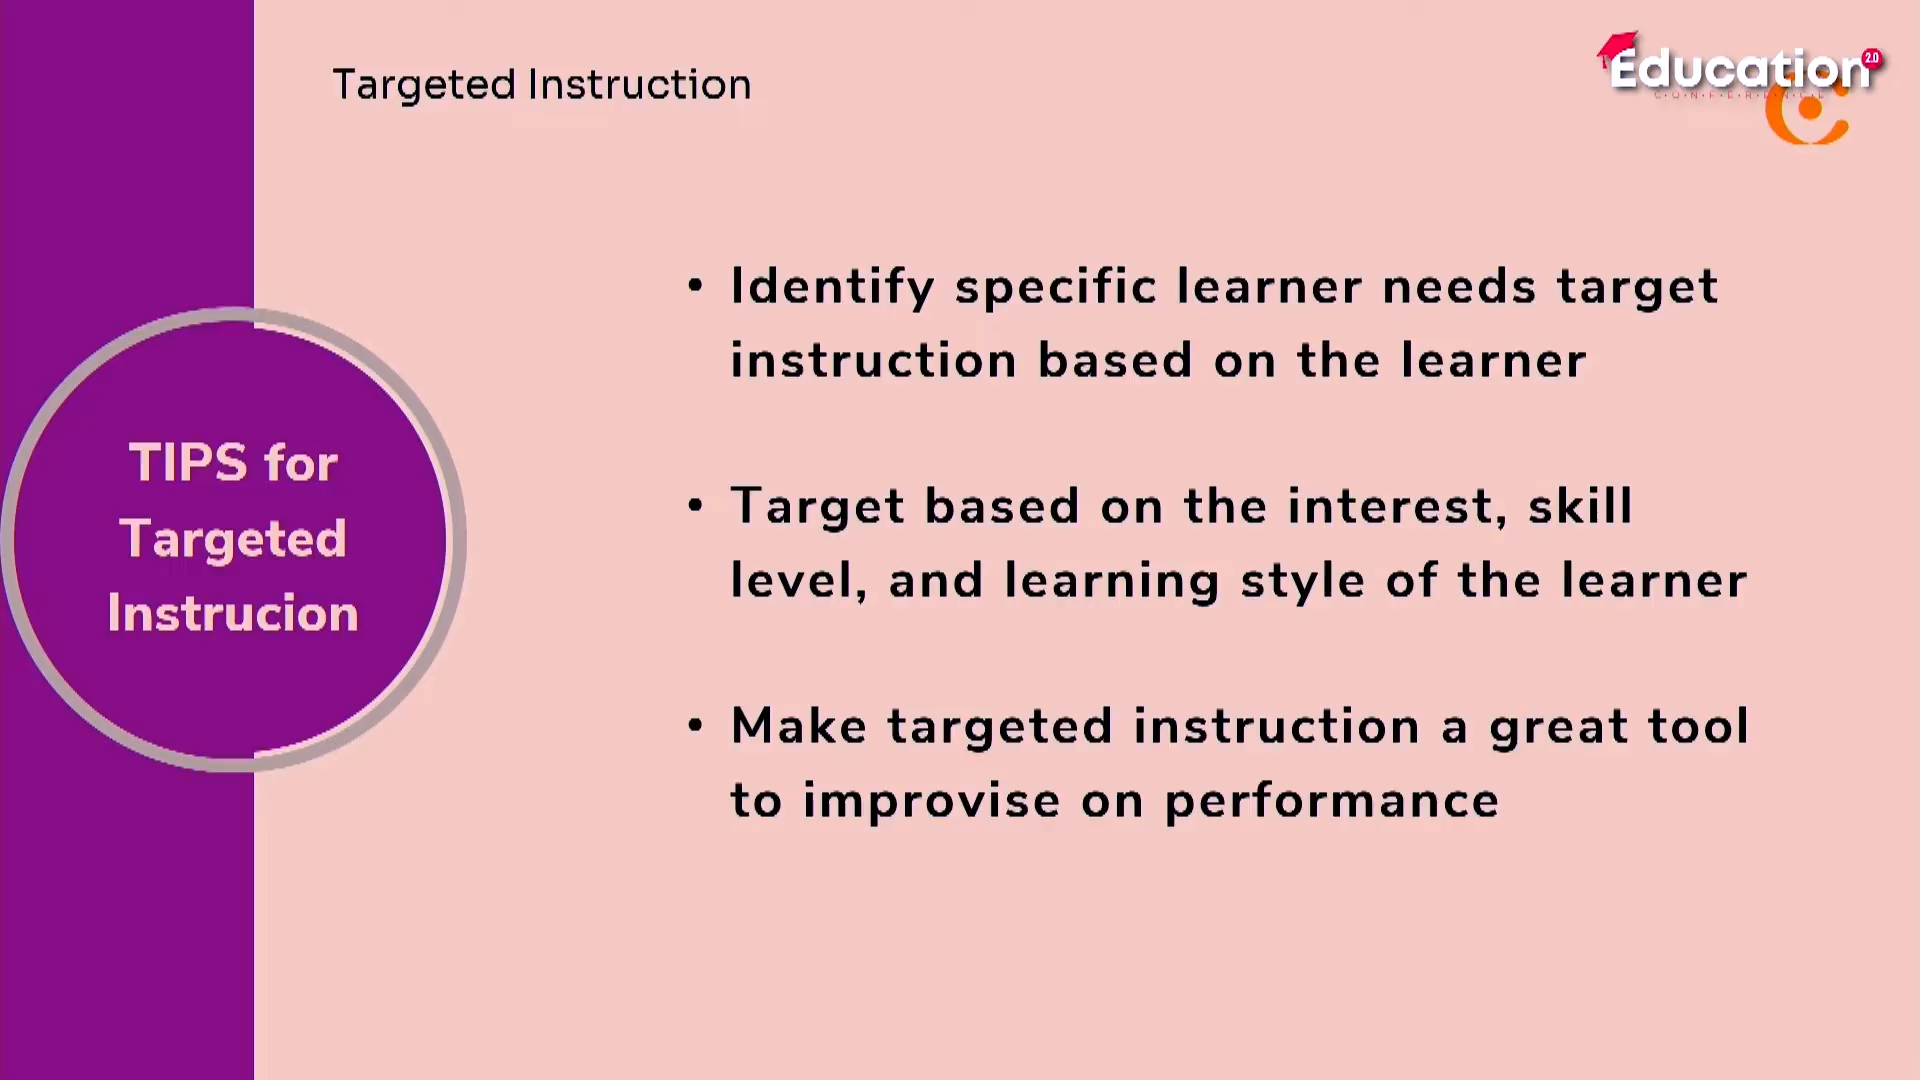 Targeted Instruction
Education 2.0
C·O·N·F·E·R·E·N·C·E
• Identify specific learner needs target
instruction based on the learner
• Target based on the interest, skill
level, and learning style of the learner
• Make targeted instruction a great tool
to improvise on performance
TIPS for
Targeted
Instrucion